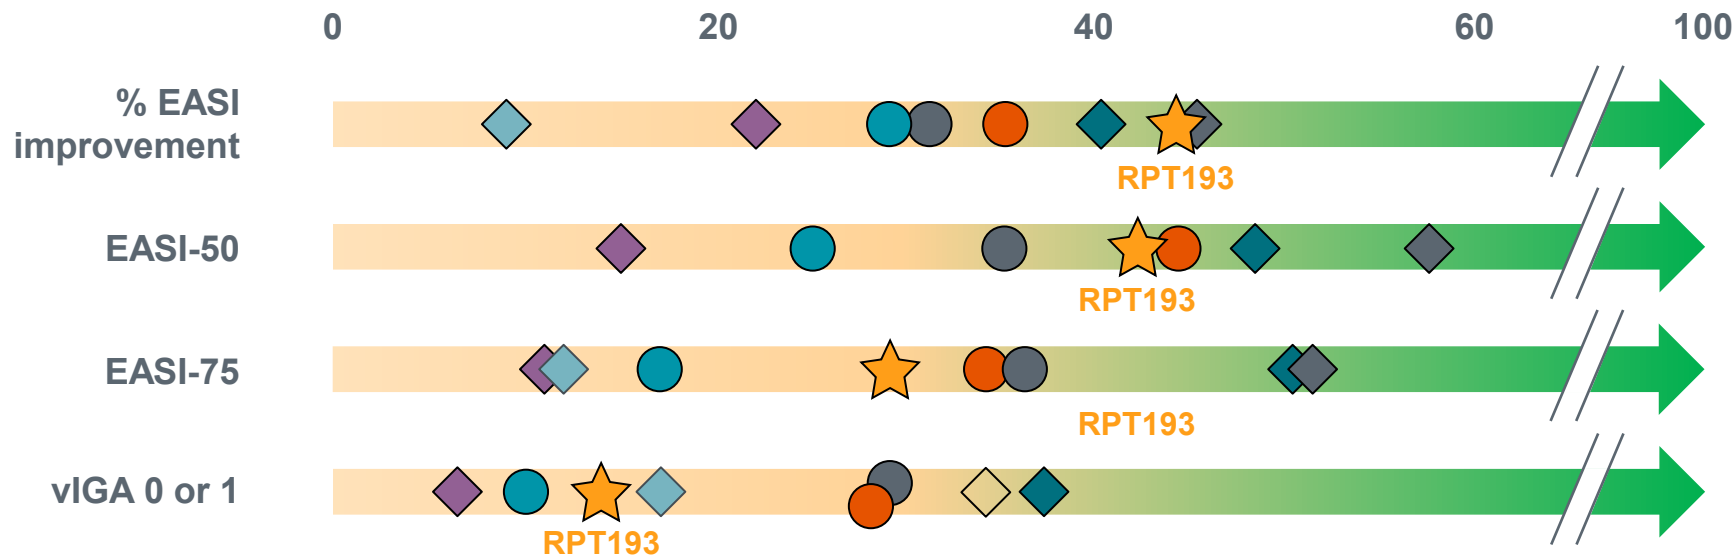 0 20 40 60 100
% EASI
improvement
RPT193
EASI-50
RPT193
EASI-75
RPT193
vIGA 0 or 1
RPT193